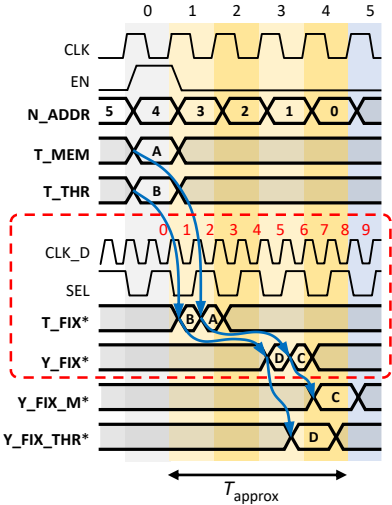 0 1 2 3 4 5
CLK
EN
N_ADDR 5 4 3 2 1 0
T_MEM A
T_THR B
0 1 2 3 4 5 6 7 8 9
CLK_D
SEL
T_FIX* B A
Y_FIX* D C
Y_FIX_M* C
Y_FIX_THR* D
T approx